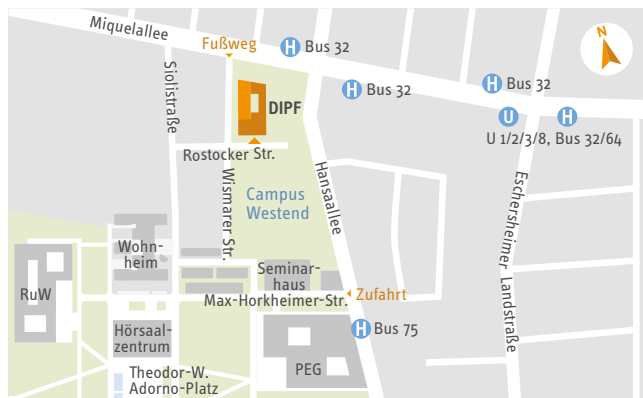 Miquelallee
Fußweg
H Bus 32
N
Siolistraße
H Bus 32
H Bus 32
DIPF
U H
U 1/2/3/8, Bus 32/64
Rostocker Str.
Hansaallee
Wismarer Str.
Campus
Westend
Eschersheimer Landstraße
Wohn-
heim
Seminar-
haus
RuW
Max-Horkheimer-Str.
Zufahrt
Hörsaal-
zentrum
H Bus 75
PEG
Theodor-W.
Adorno-Platz